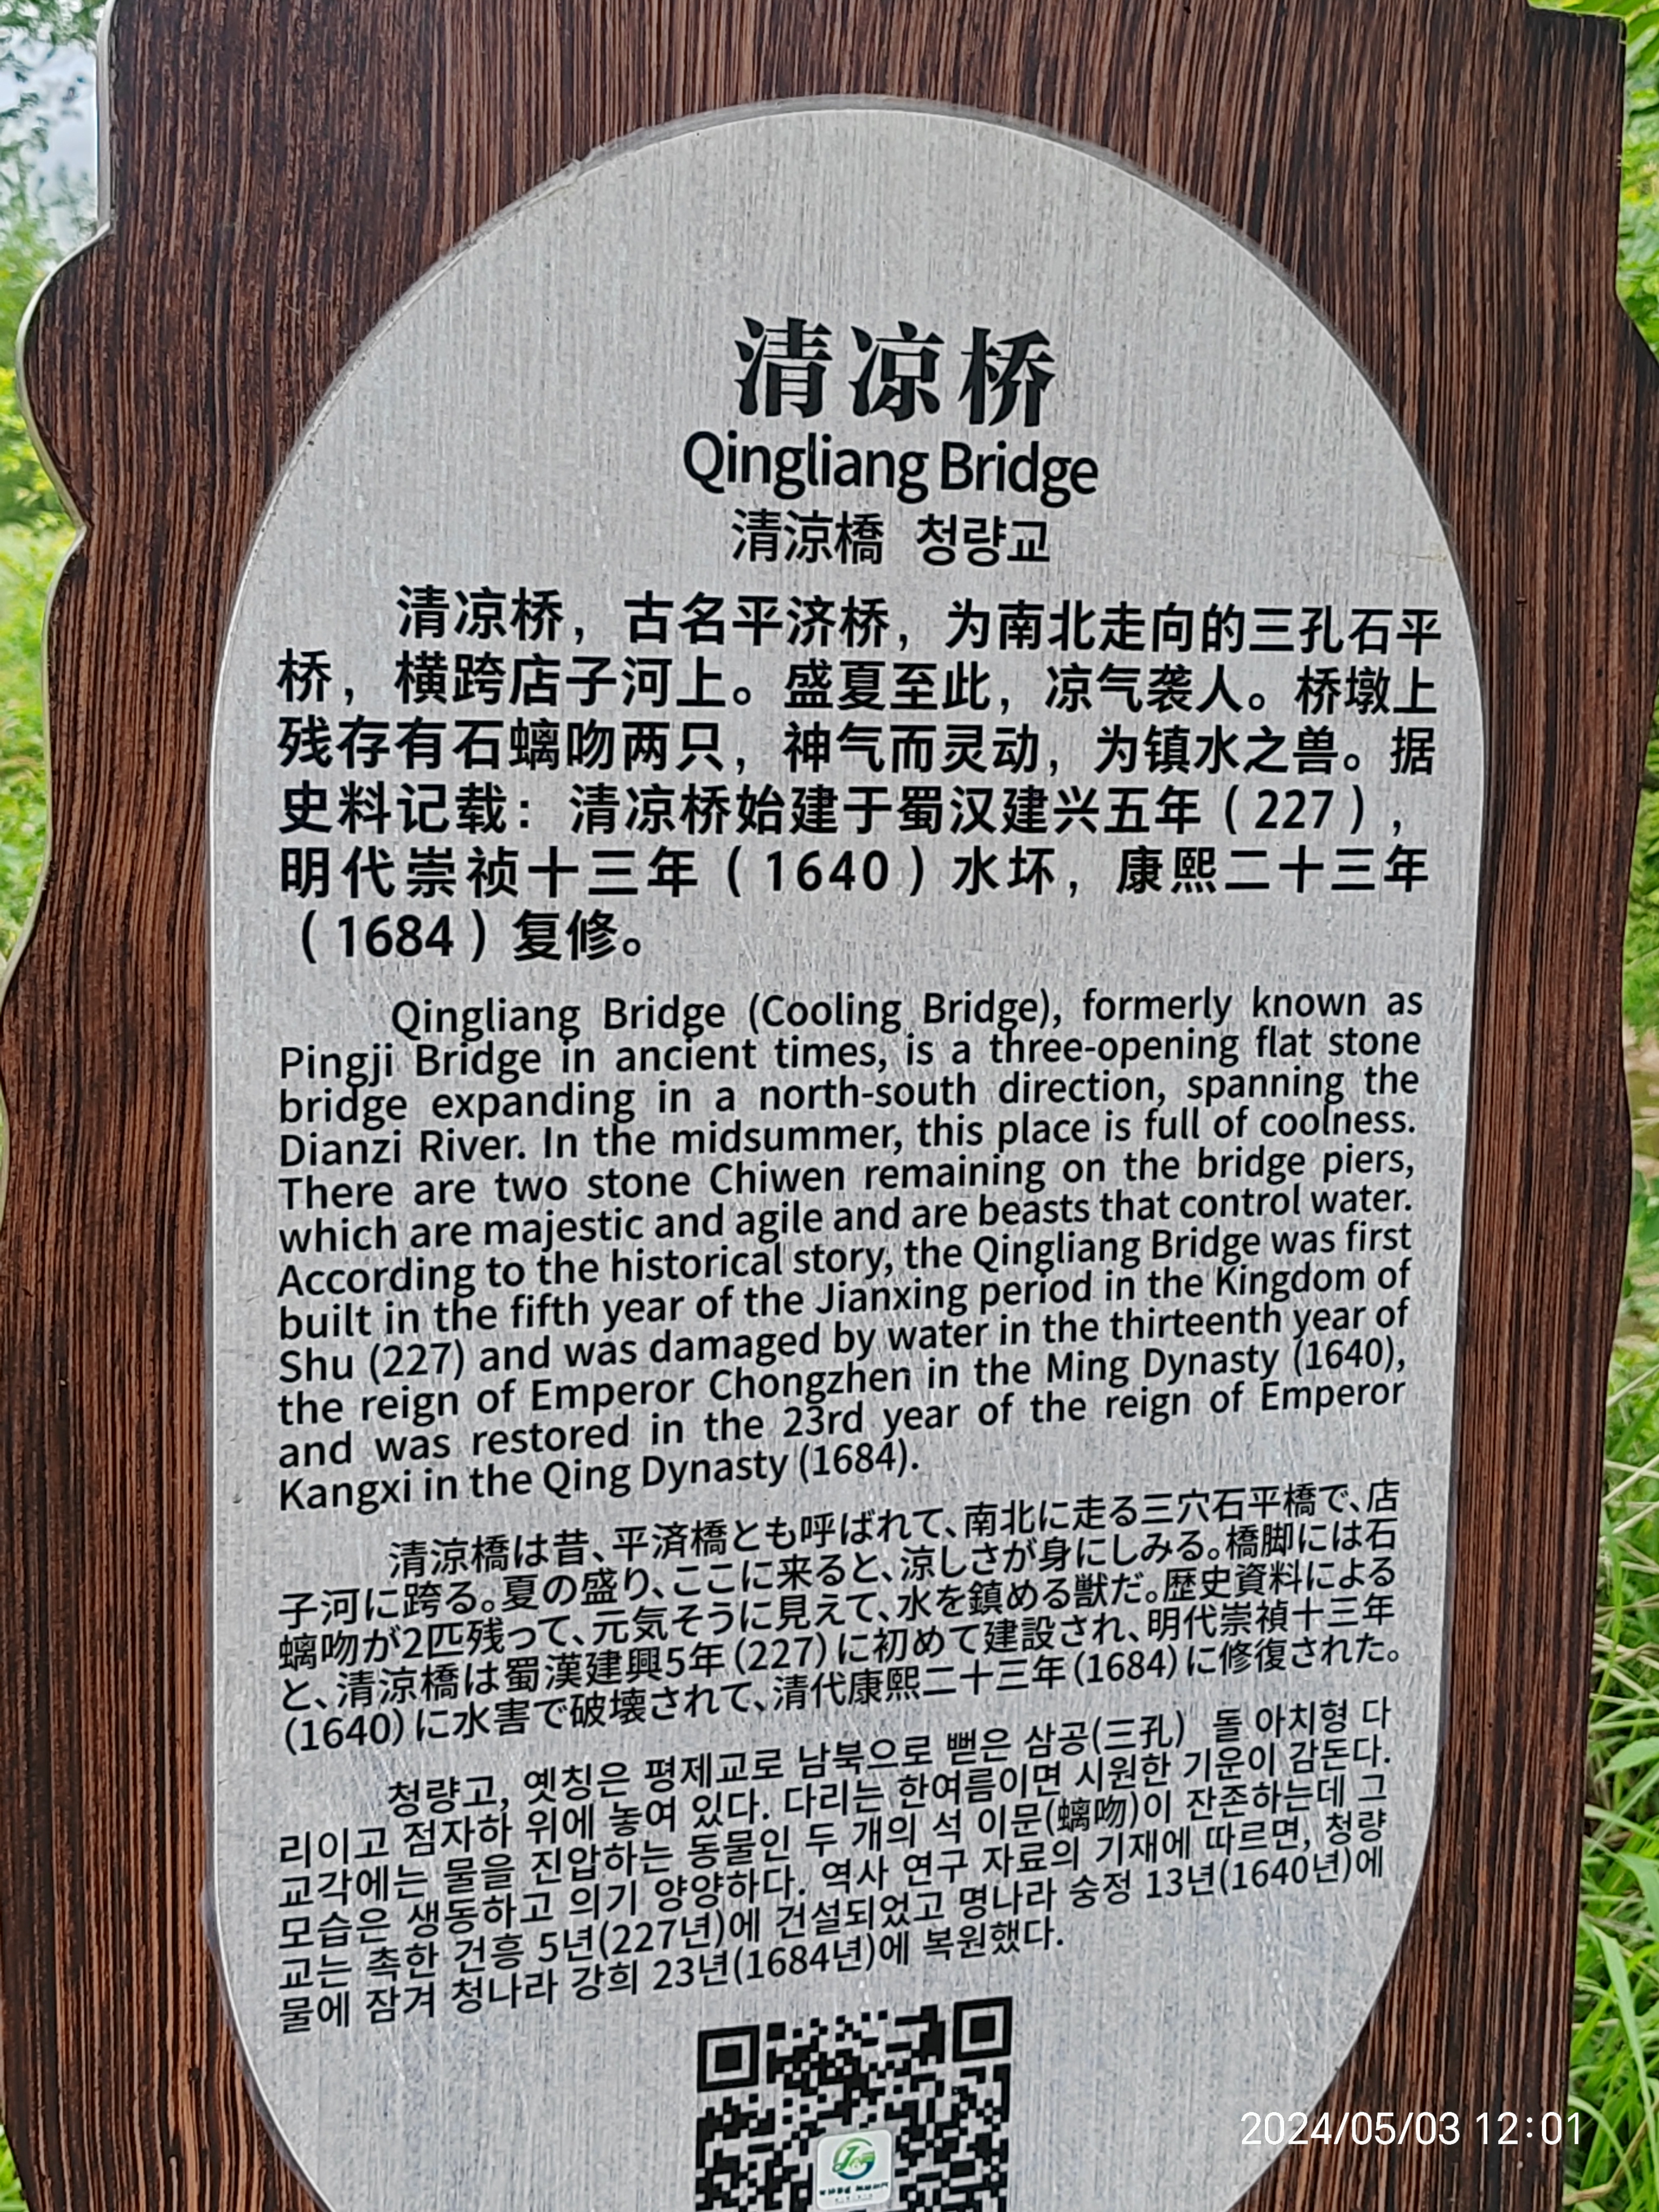 清凉桥
Qingliang Bridge
清涼橋 청량교
清凉桥，古名平济桥，为南北走向的三孔石平
桥，横跨店子河上。盛夏至此，凉气袭人。桥墩上
残存有石螭吻两只，神气而灵动，为镇水之兽。据
史料记载：清凉桥始建于蜀汉建兴五年（227），
明代崇祯十三年（1640）水坏，康熙二十三年
（1684）复修。
Qingliang Bridge (Cooling Bridge), formerly known as
Pingji Bridge in ancient times, is a three-opening flat stone
bridge expanding in a north-south direction, spanning the
Dianzi River. In the midsummer, this place is full of coolness.
There are two stone Chiwen remaining on the bridge piers,
which are majestic and agile and are beasts that control water.
According to the historical story, the Qingliang Bridge was first
built in the fifth year of the Jianxing period in the Kingdom of
Shu (227) and was damaged by water in the thirteenth year of
the reign of Emperor Chongzhen in the Ming Dynasty (1640),
and was restored in the 23rd year of the reign of Emperor
Kangxi in the Qing Dynasty (1684).
清涼橋は昔、平済橋とも呼ばれて、南北に走る三穴石平橋で、店
子河に跨る。夏の盛り、ここに来ると、涼しさが身にしみる。橋脚には石
螭吻が2匹残って、元気そうに見えて、水を鎮める獣だ。歴史資料による
と、清涼橋は蜀漢建興5年（227）に初めて建設され、明代崇禎十三年
（1640）に水害で破壊されて、清代康熙二十三年（1684）に修復された。
청량고, 옛칭은 평제교로 남북으로 뻗은 삼공(三孔) 돌 아치형 다
리이고 점자하 위에 놓여 있다. 다리는 한여름이면 시원한 기운이 감돈다.
교각에는 물을 진압하는 동물인 두 개의 석 이문(螭吻)이 잔존하는데 그
모습은 생동하고 의기 양양하다. 역사 연구 자료의 기재에 따르면, 청량
교는 촉한 건흥 5년(227년)에 건설되었고 명나라 숭정 13년(1640년)에
물에 잠겨 청나라 강희 23년(1684년)에 복원했다.
2024/05/03 12:01